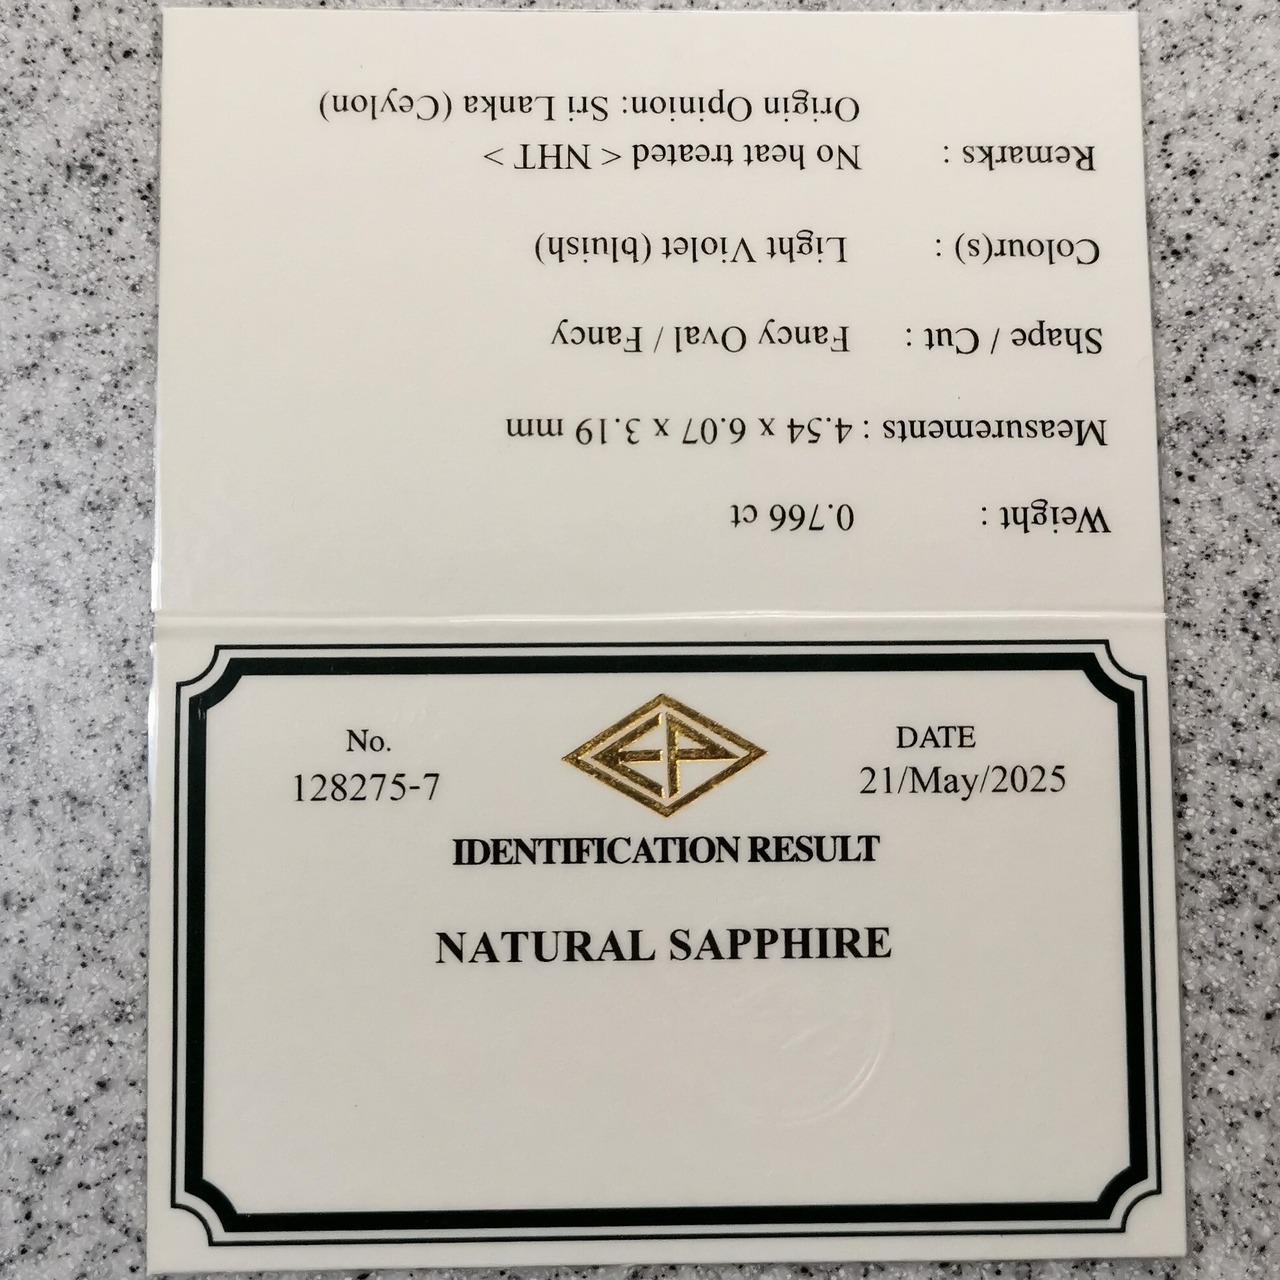 No.
128275-7
EP
DATE
21/May/2025
IDENTIFICATION RESULT
NATURAL SAPPHIRE
Weight : 0.766 ct
Measurements : 4.54 x 6.07 x 3.19 mm
Shape / Cut : Fancy Oval / Fancy
Colour(s) : Light Violet (bluish)
Remarks : No heat treated < NHT >
Origin Opinion: Sri Lanka (Ceylon)